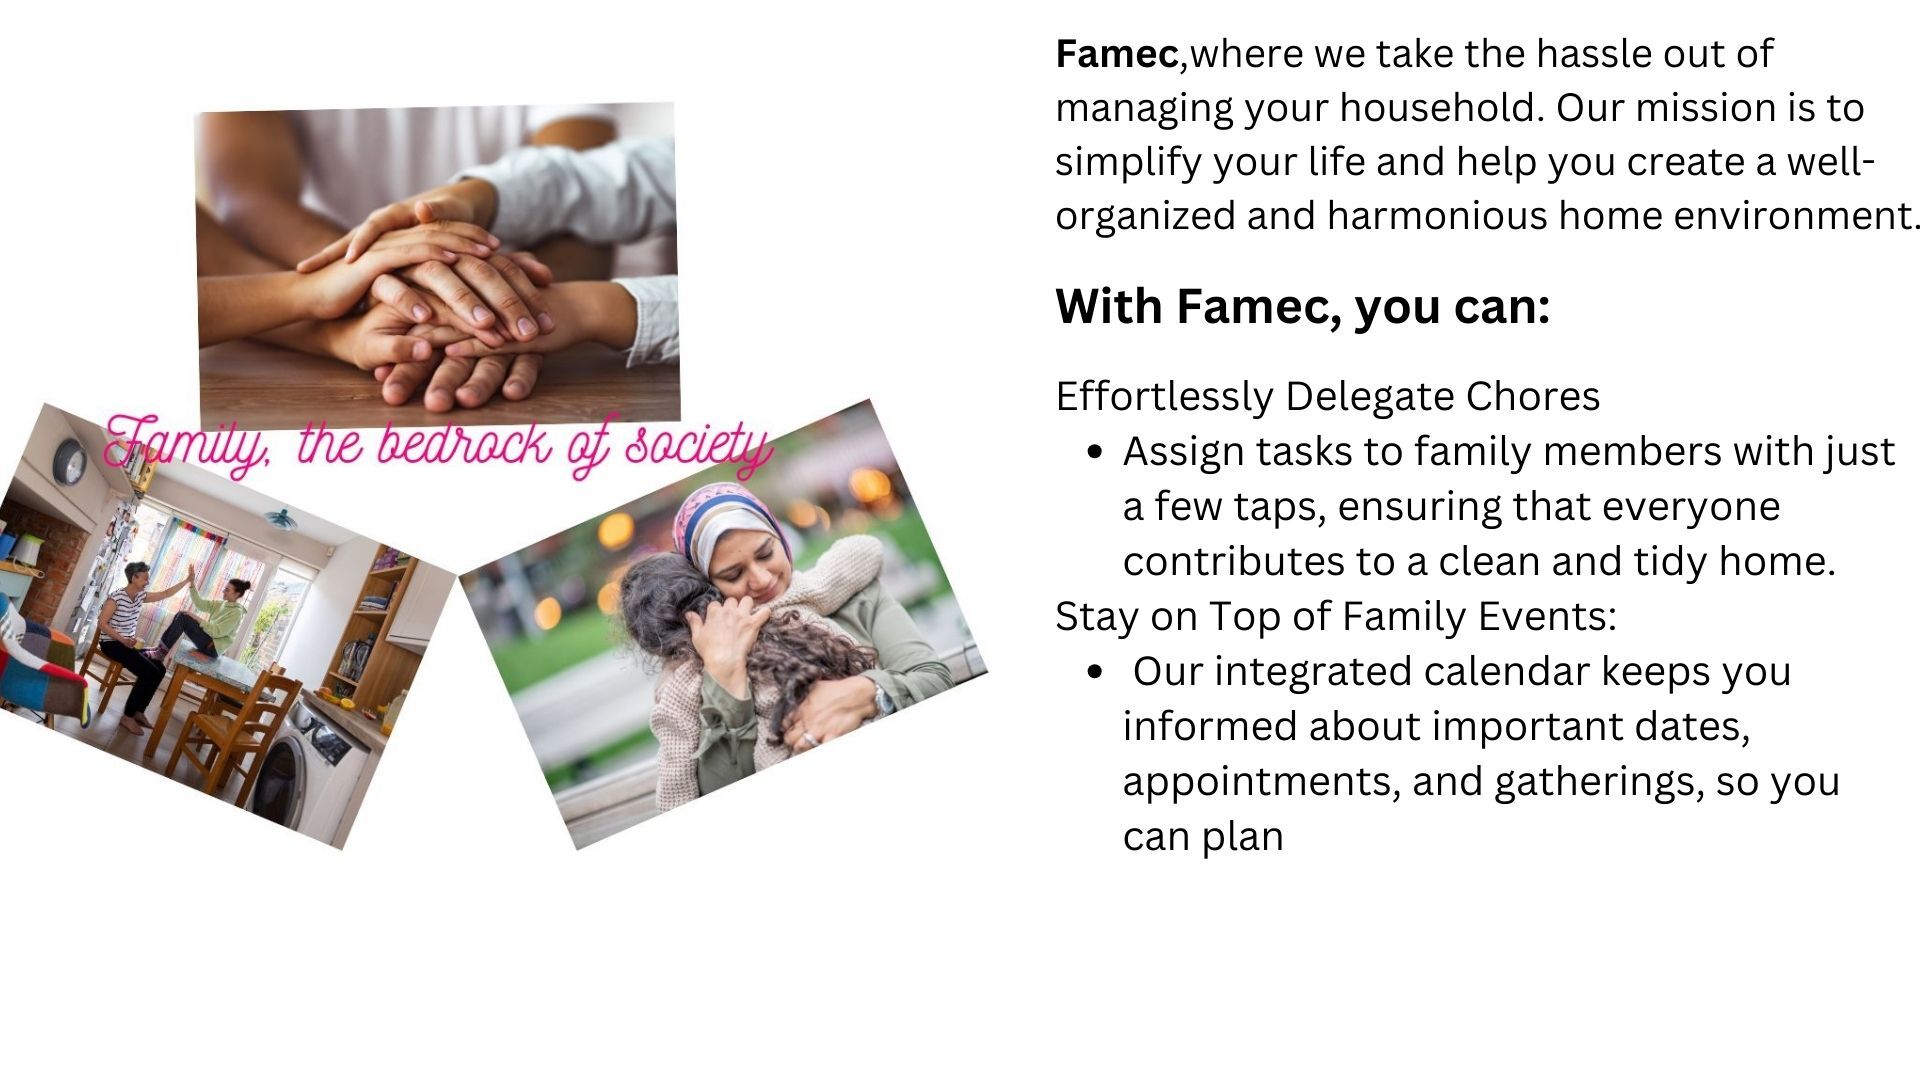 Family, the bedrock of society
Famec,where we take the hassle out of
managing your household. Our mission is to
simplify your life and help you create a well-
organized and harmonious home environment.
With Famec, you can:
Effortlessly Delegate Chores
• Assign tasks to family members with just
a few taps, ensuring that everyone
contributes to a clean and tidy home.
Stay on Top of Family Events:
• Our integrated calendar keeps you
informed about important dates,
appointments, and gatherings, so you
can plan